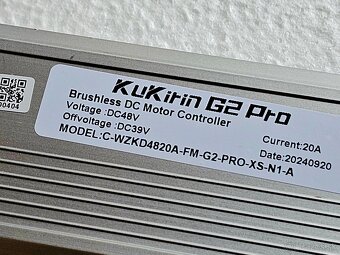 KuKirin G2 Pro
Brushless DC Motor Controller
Voltage :DC48V
Current:20A
Offvoltage :DC39V
Date:20240920
MODEL:C-WZKD4820A-FM-G2-PRO-XS-N1-A